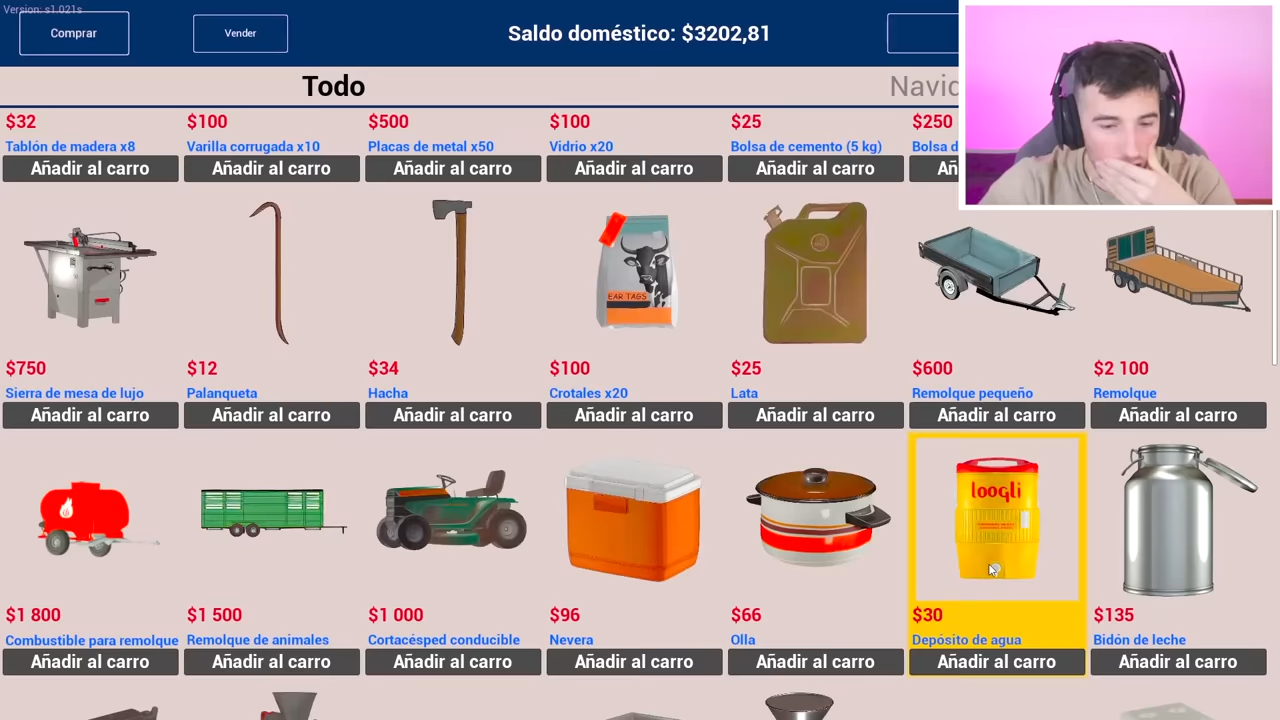 Version: s1.021s
Comprar
Vender
Saldo doméstico: $3202,81
Todo
Navid
$32
$100
$500
$100
$25
$250
Tablón de madera x8
Varilla corrugada x10
Placas de metal x50
Vidrio x20
Bolsa de cemento (5 kg)
Bolsa d
Añadir al carro
Añadir al carro
Añadir al carro
Añadir al carro
Añadir al carro
Añ
EAR TAGS
$750
$12
$34
$100
$25
$600
$2 100
Sierra de mesa de lujo
Palanqueta
Hacha
Crotales x20
Lata
Remolque pequeño
Remolque
Añadir al carro
Añadir al carro
Añadir al carro
Añadir al carro
Añadir al carro
Añadir al carro
Añadir al carro
looqli
$1 800
$1 500
$1 000
$96
$66
$30
$135
Combustible para remolque
Remolque de animales
Cortacésped conducible
Nevera
Olla
Depósito de agua
Bidón de leche
Añadir al carro
Añadir al carro
Añadir al carro
Añadir al carro
Añadir al carro
Añadir al carro
Añadir al carro